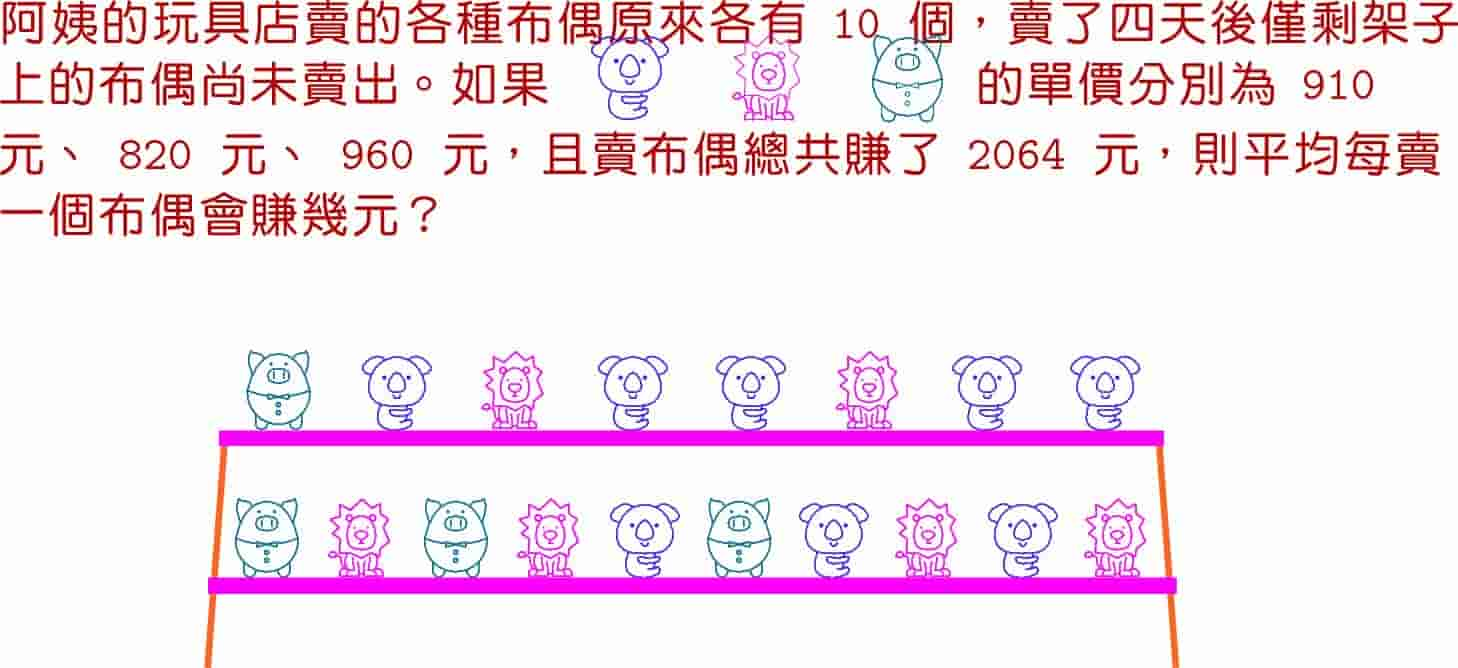 阿姨的玩具店賣的各種布偶原來各有 10 個，賣了四天後僅剩架子
上的布偶尚未賣出。如果 的單價分別為 910
元、 820 元、 960 元，且賣布偶總共賺了 2064 元，則平均每賣
一個布偶會賺幾元？